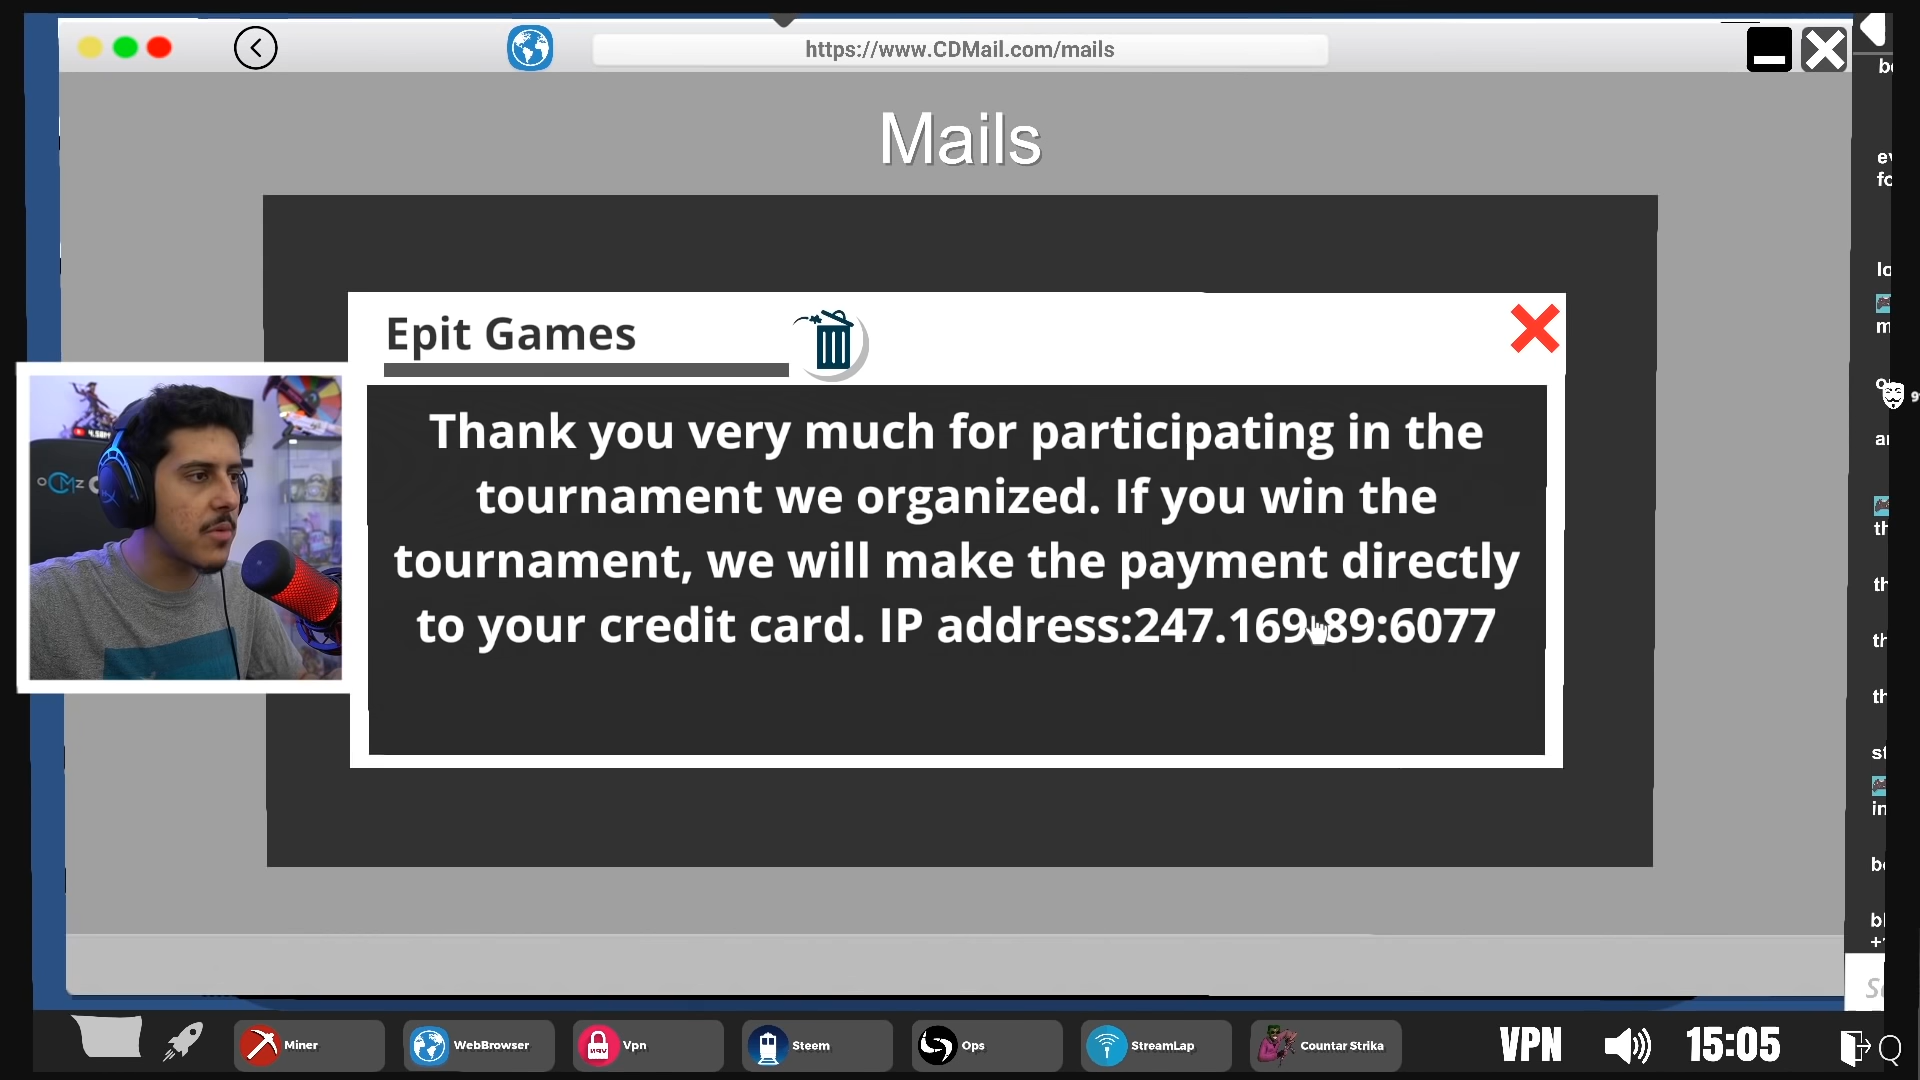 https://www.CDMail.com/mails
Mails
Epit Games
Thank you very much for participating in the
tournament we organized. If you win the
tournament, we will make the payment directly
to your credit card. IP address:247.169.89:6077
Miner
WebBrowser
Vpn
Steem
Ops
StreamLap
Countar Strika
VPN
15:05